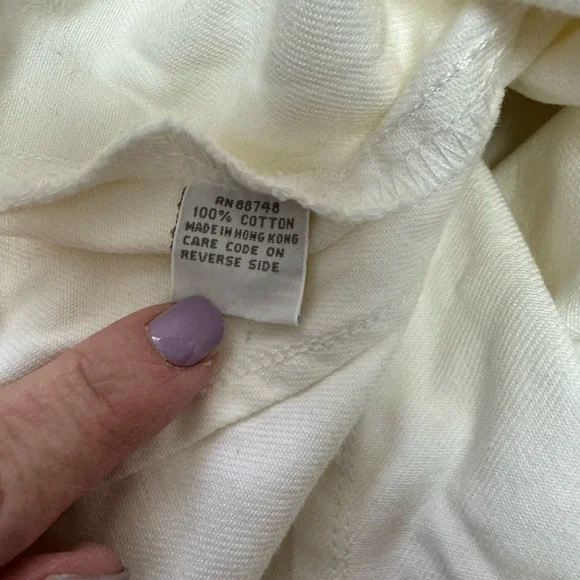 RN 88748
100% COTTON
MADE IN HONG KONG
CARE CODE ON
REVERSE SIDE